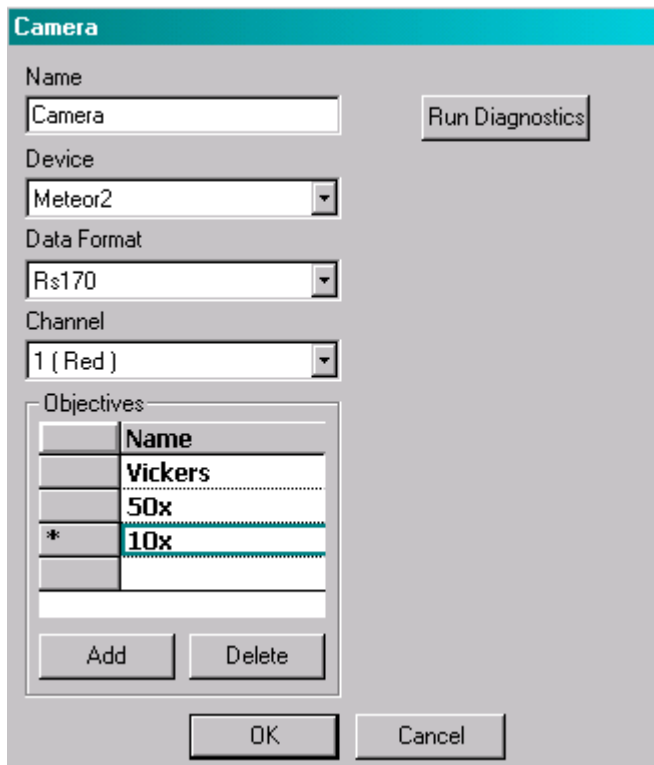 Camera
Name
Camera
Run Diagnostics
Device
Meteor2
Data Format
Rs170
Channel
1 ( Red )
Objectives
Name
Vickers
50x
* 10x
Add Delete
OK Cancel